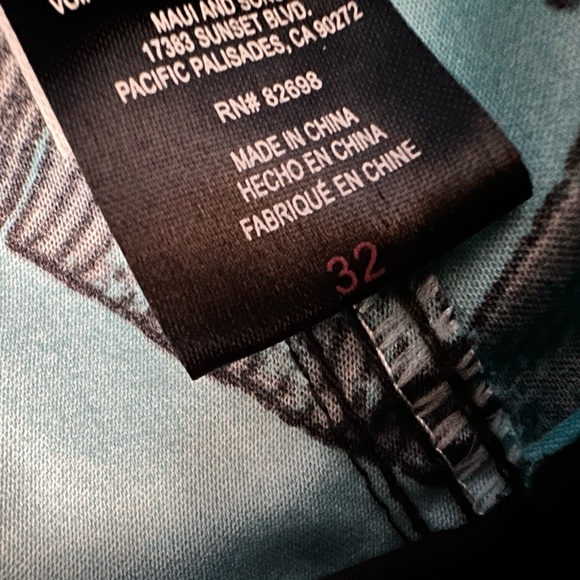 MAUI AND
17383 SUNSET BLVD.
PACIFIC PALISADES, CA 90272
RN# 82698
MADE IN CHINA
HECHO EN CHINA
FABRIQUÉ EN CHINE
32